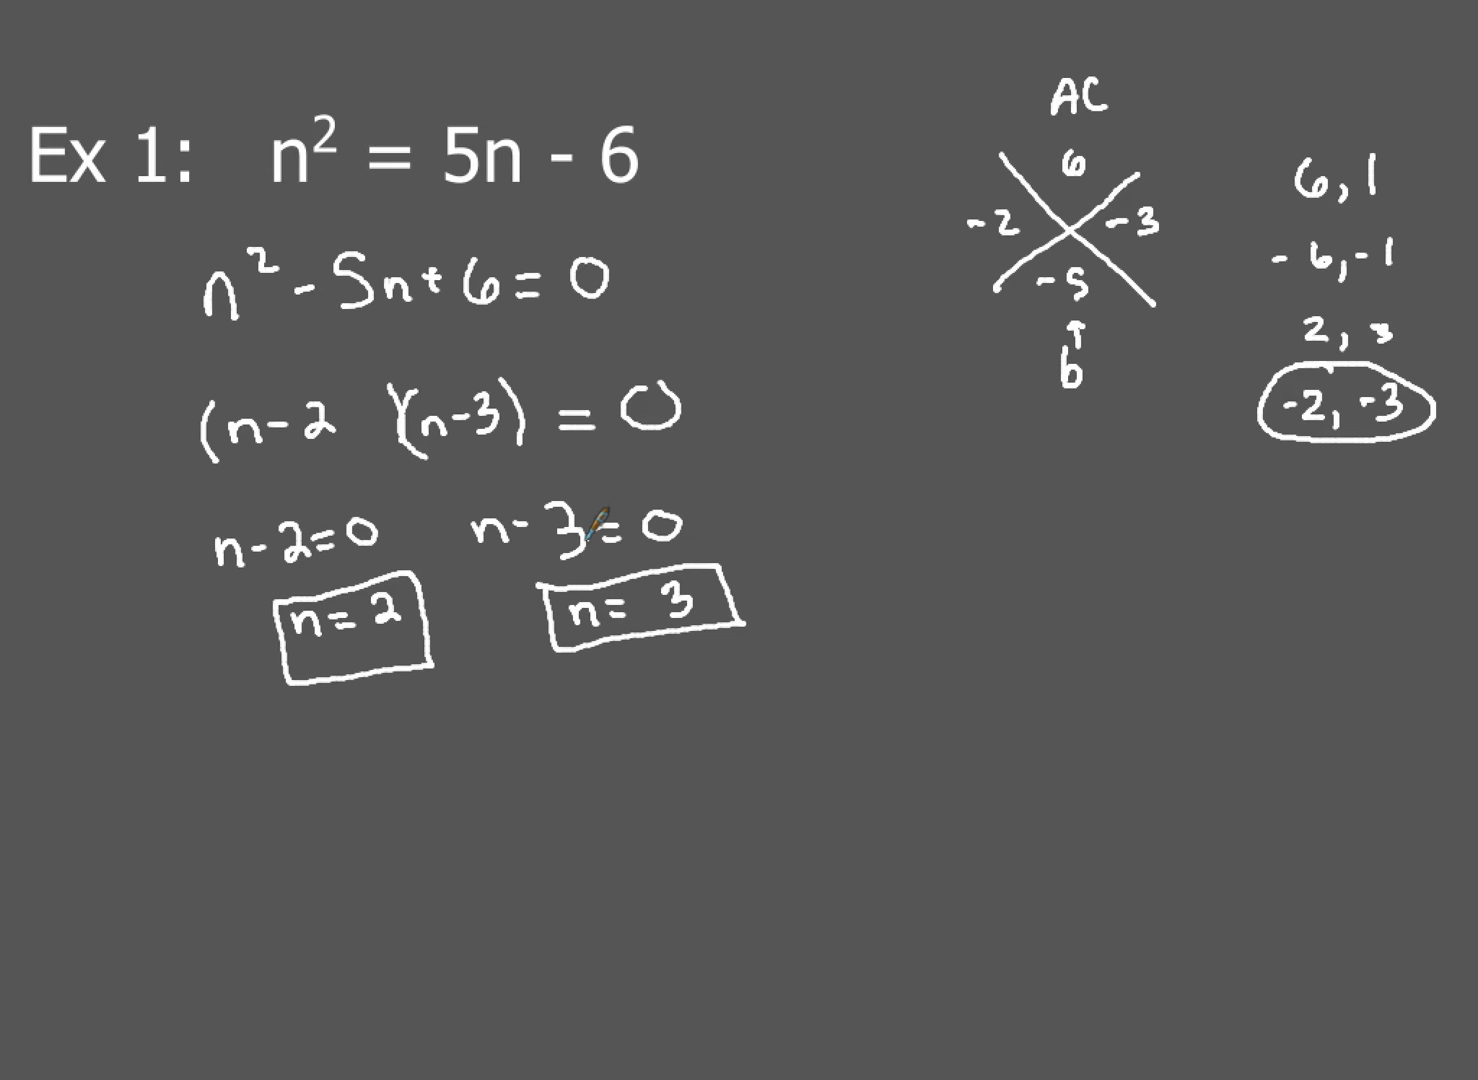 Ex 1: n² = 5n - 6
n² - 5n + 6 = 0
(n-2 )(n-3) = 0
n-2=0 n-3=0
n=2 n= 3
AC
6
-2 -3
-5
↑
b
6, 1
-6, -1
2, 3
-2, -3